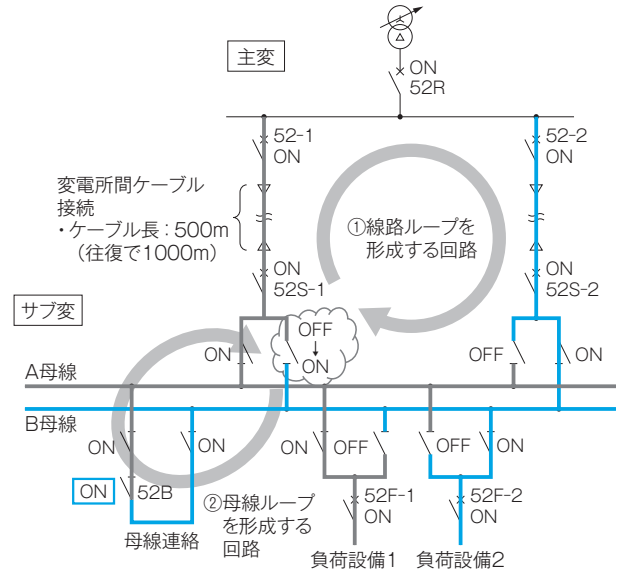 主変
ON
52R
52-1
ON
52-2
ON
変電所間ケーブル
接続
・ケーブル長：500m
（往復で1000m）
①線路ループを
形成する回路
ON
52S-1
ON
52S-2
サブ変
ON
OFF
↓
ON
OFF
ON
A母線
B母線
ON
ON
ON
OFF
OFF
ON
ON
52B
②母線ループ
を形成する
回路
52F-1
ON
52F-2
ON
母線連絡
負荷設備1
負荷設備2